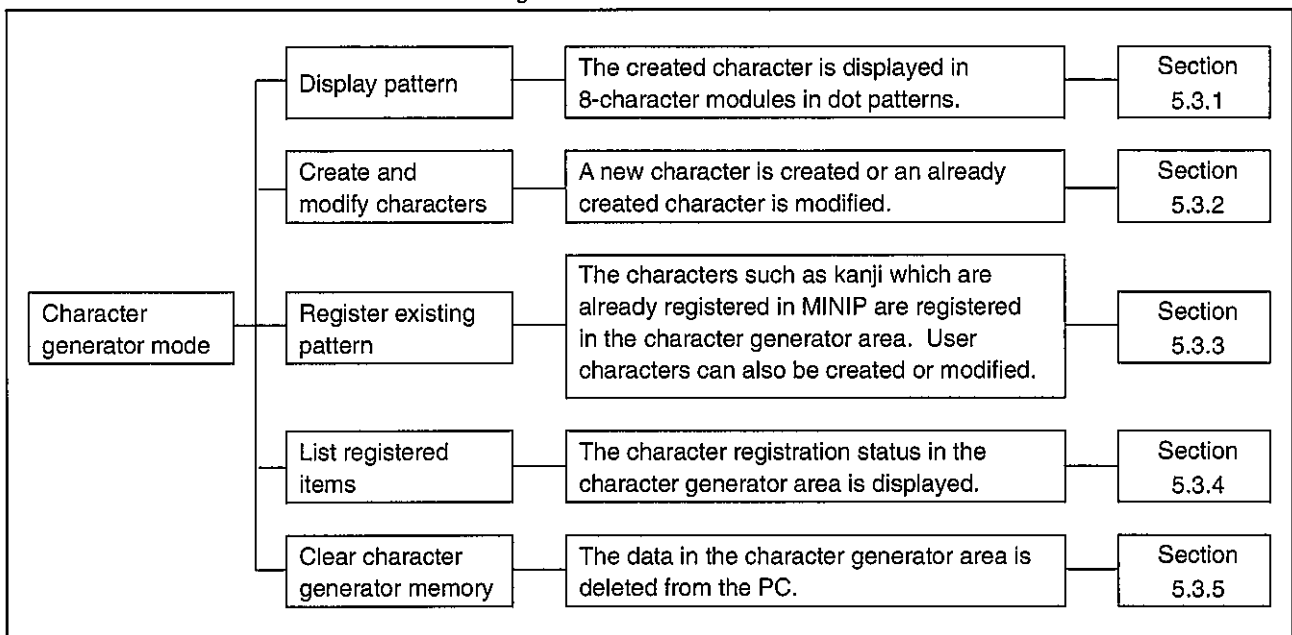 Display pattern
The created character is displayed in
8-character modules in dot patterns.
Section
5.3.1
Create and
modify characters
A new character is created or an already
created character is modified.
Section
5.3.2
Character
generator mode
Register existing
pattern
The characters such as kanji which are
already registered in MINIP are registered
in the character generator area. User
characters can also be created or modified.
Section
5.3.3
List registered
items
The character registration status in the
character generator area is displayed.
Section
5.3.4
Clear character
generator memory
The data in the character generator area is
deleted from the PC.
Section
5.3.5